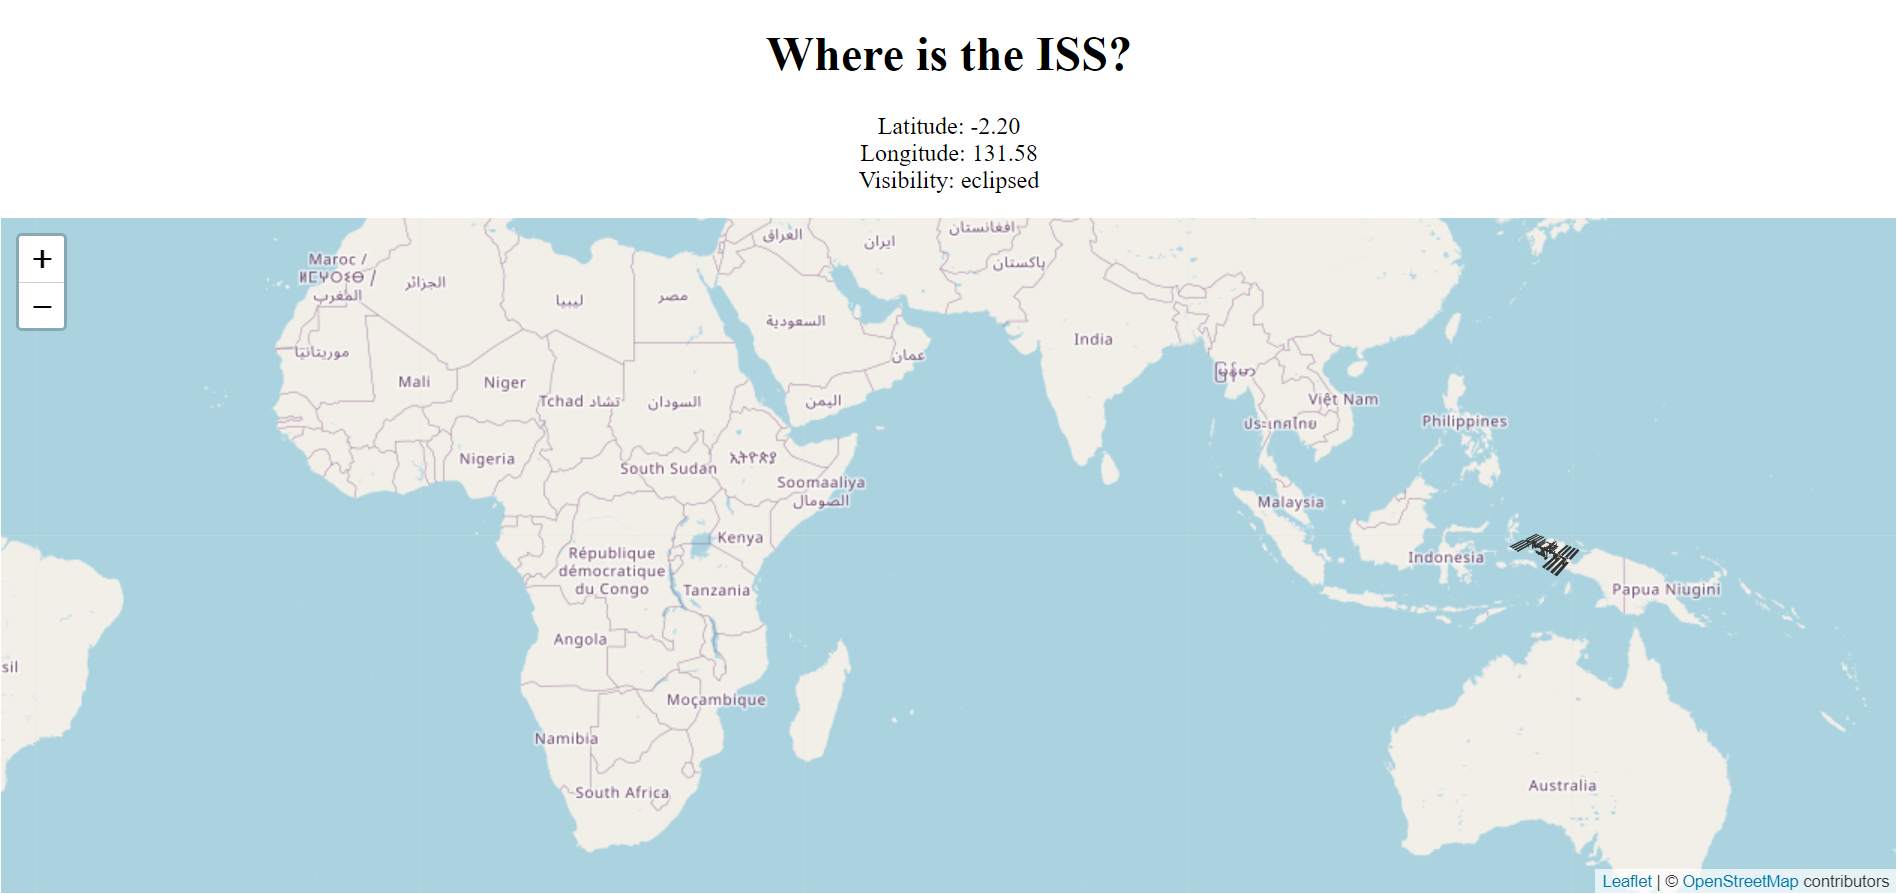 Where is the ISS?
Latitude: -2.20
Longitude: 131.58
Visibility: eclipsed
+
−
العراق
ايران
افغانستان
پاکستان
Maroc /
ⵍⵎⵖⵔⵉⴱ /
المغرب
الجزائر
ليبيا
مصر
السعودية
عمان
India
موريتانيا
Mali
Niger
Tchad تشاد
السودان
اليمن
မြန်မာ
Việt Nam
ประเทศไทย
Philippines
Nigeria
South Sudan
ኢትዮጵያ
Soomaaliya
الصومال
Malaysia
Kenya
République
démocratique
du Congo
Indonesia
Tanzania
Papua Niugini
Angola
sil
Moçambique
Namibia
South Africa
Australia
Leaflet | © OpenStreetMap contributors